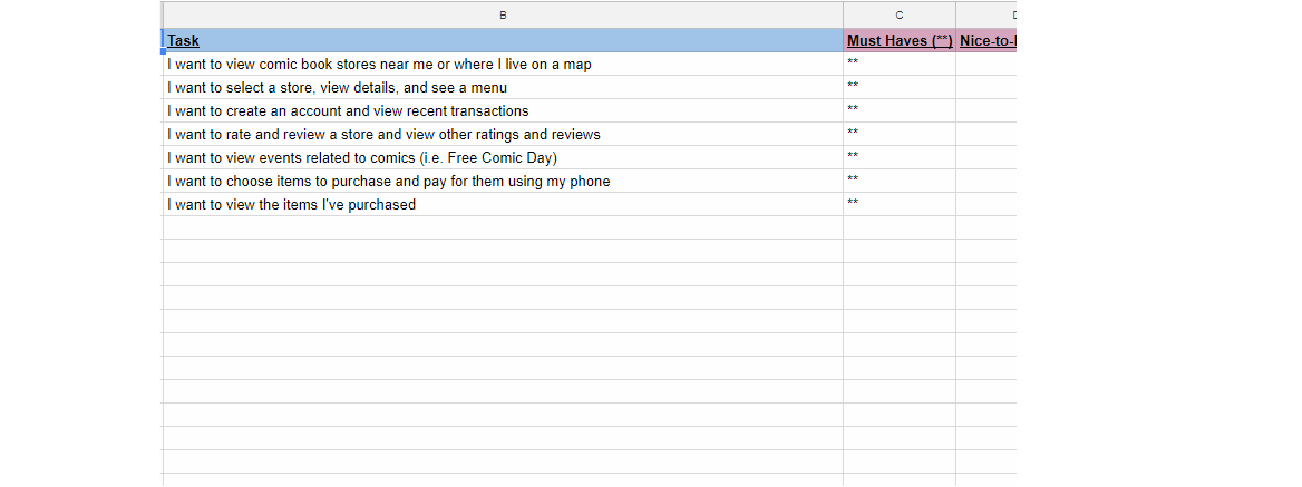 B C
Task Must Haves (**) Nice-to-
I want to view comic book stores near me or where I live on a map **
I want to select a store, view details, and see a menu **
I want to create an account and view recent transactions **
I want to rate and review a store and view other ratings and reviews **
I want to view events related to comics (i.e. Free Comic Day) **
I want to choose items to purchase and pay for them using my phone **
I want to view the items I've purchased **